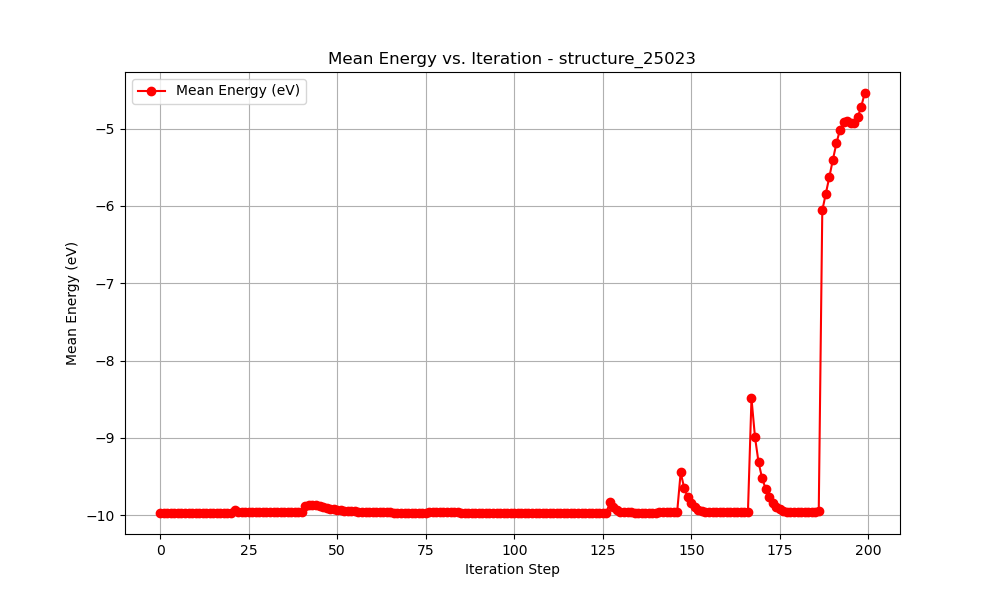 Mean Energy vs. Iteration - structure_25023
Mean Energy (eV)
Mean Energy (eV)
−5
−6
−7
−8
−9
−10
0 25 50 75 100 125 150 175 200
Iteration Step